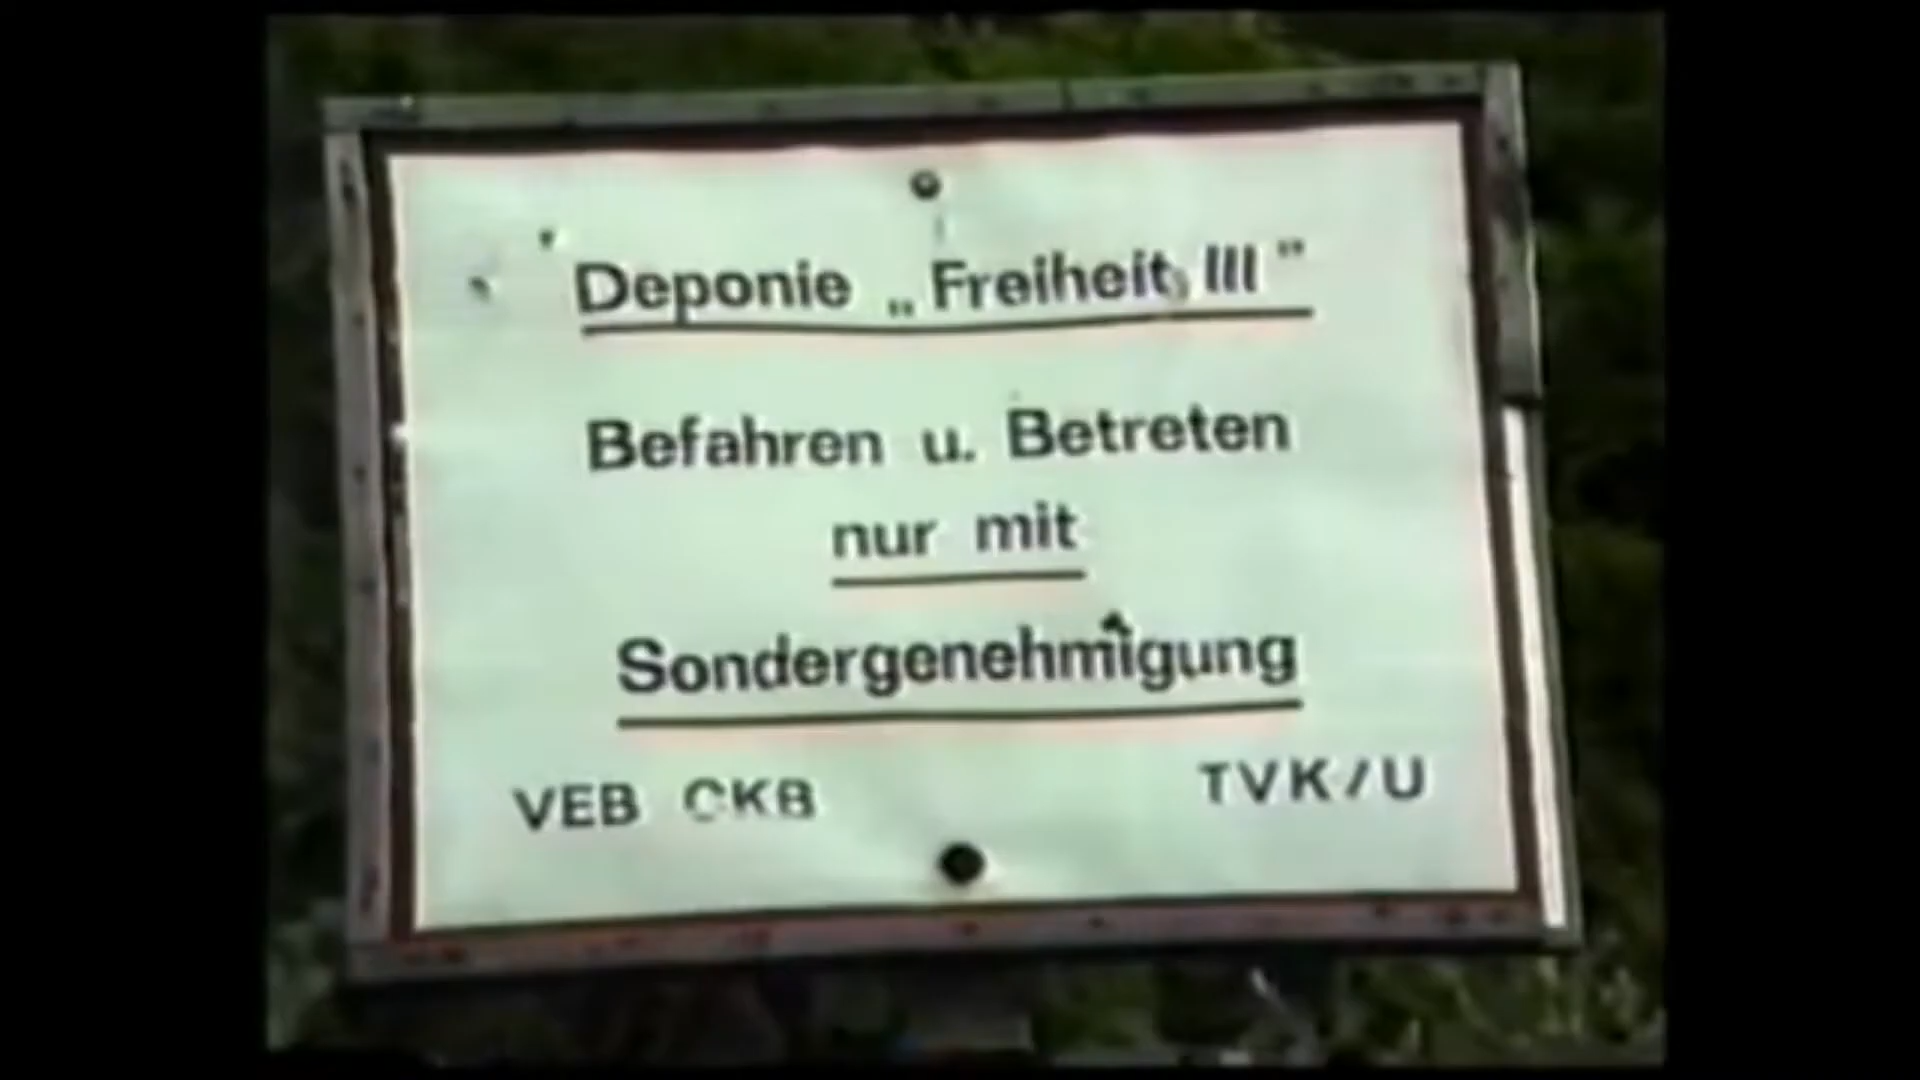 Deponie „Freiheit III"
Befahren u. Betreten
nur mit
Sondergenehmigung
VEB CKB TVK/U